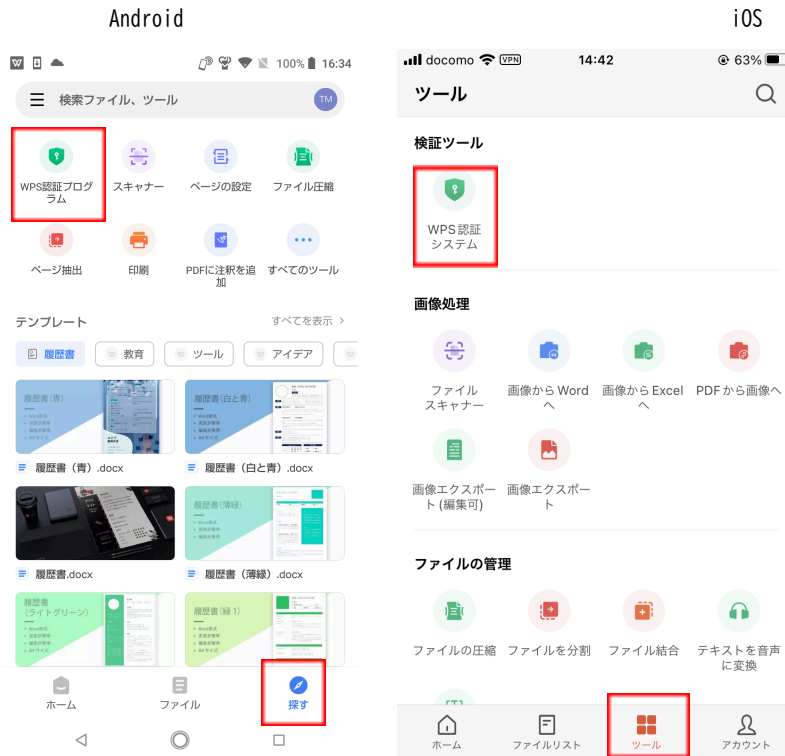 Android
iOS
100% 16:34
検索ファイル、ツール
TM
WPS認証プログ
ラム
スキャナー
ページの設定
ファイル圧縮
ページ抽出
印刷
PDFに注釈を追
加
すべてのツール
テンプレート
すべてを表示 >
履歴書
教育
ツール
アイデア
履歴書(青)
履歴書(白と青)
履歴書（青）.docx
履歴書（白と青）.docx
履歴書(薄緑)
履歴書.docx
履歴書（薄緑）.docx
履歴書
(ライトグリーン)
履歴書(緑1)
ホーム
ファイル
探す
docomo VPN 14:42 63%
ツール
検証ツール
WPS認証
システム
画像処理
ファイル
スキャナー
画像からWord
へ
画像からExcel
へ
PDFから画像へ
画像エクスポー
ト(編集可)
画像エクスポー
ト
ファイルの管理
ファイルの圧縮
ファイルを分割
ファイル結合
テキストを音声
に変換
ホーム
ファイルリスト
ツール
アカウント